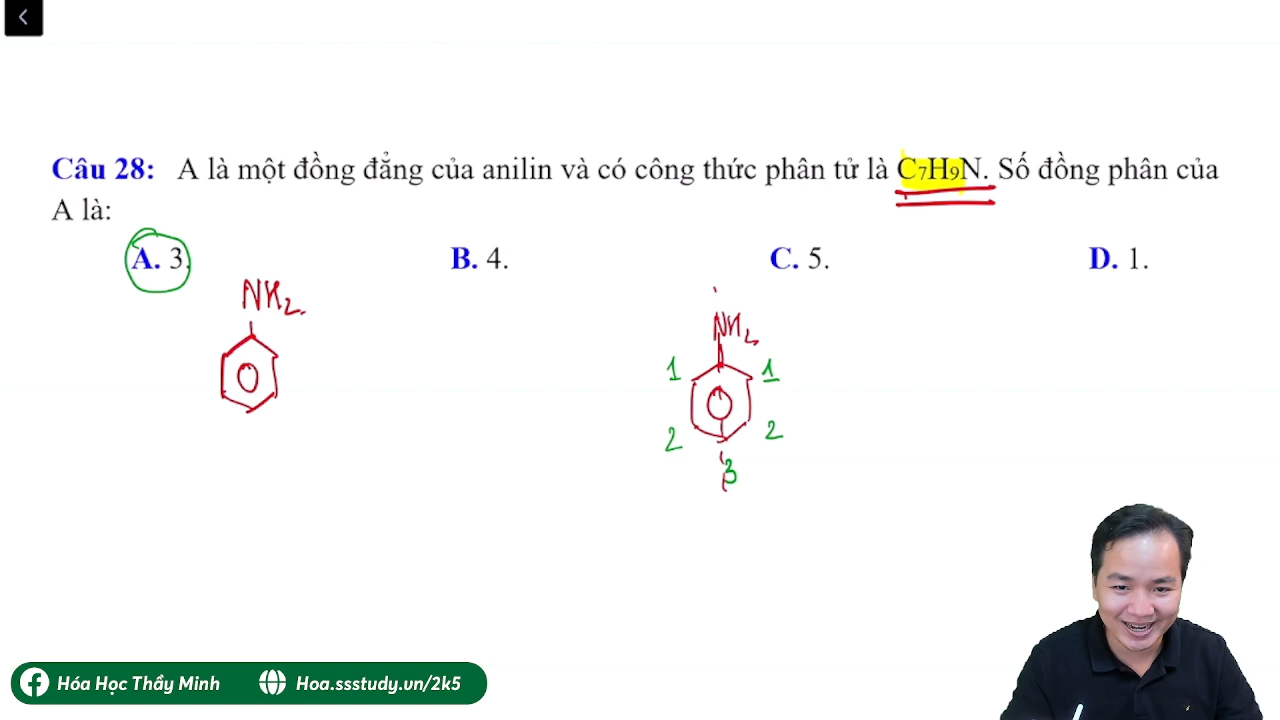 Câu 28: A là một đồng đẳng của anilin và có công thức phân tử là C₇H₉N. Số đồng phân của
A là:
A. 3. B. 4. C. 5. D. 1.
NH₂
NH₂
1 1
2 2
3
Hóa Học Thầy Minh Hoa.ssstudy.vn/2k5